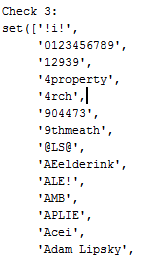 Check 3:
set(['!i!',
'0123456789',
'12939',
'4property',
'4rch',
'904473',
'9thmeath',
'@LS@',
'AEelderink',
'ALE!',
'AMB',
'APLIE',
'Acei',
'Adam Lipsky',